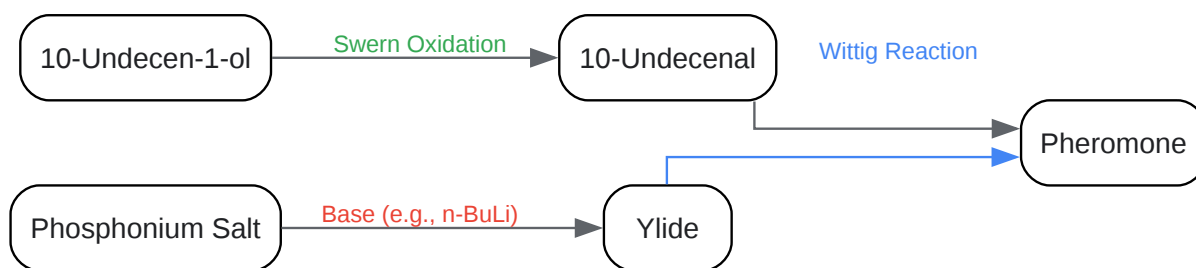 10-Undecen-1-ol
Swern Oxidation
10-Undecenal
Wittig Reaction
Pheromone
Phosphonium Salt
Base (e.g., n-BuLi)
Ylide